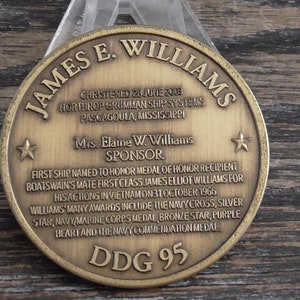 JAMES E. WILLIAMS
CHRISTENED 28 JUNE 2003
NORTHROP GRUMMAN SHIP SYSTEMS
PASCAGOULA, MISSISSIPPI
Mrs. Elaine W. Williams
SPONSOR
FIRST SHIP NAMED TO HONOR MEDAL OF HONOR RECIPIENT
BOATSWAIN'S MATE FIRST CLASS JAMES ELLIOT WILLIAMS FOR
HIS ACTIONS IN VIETNAM ON 31 OCTOBER 1966
WILLIAMS' MANY AWARDS INCLUDE THE NAVY CROSS, SILVER
STAR, NAVY/MARINE CORPS MEDAL, BRONZE STAR, PURPLE
HEART AND THE NAVY COMMENDATION MEDAL
DDG 95